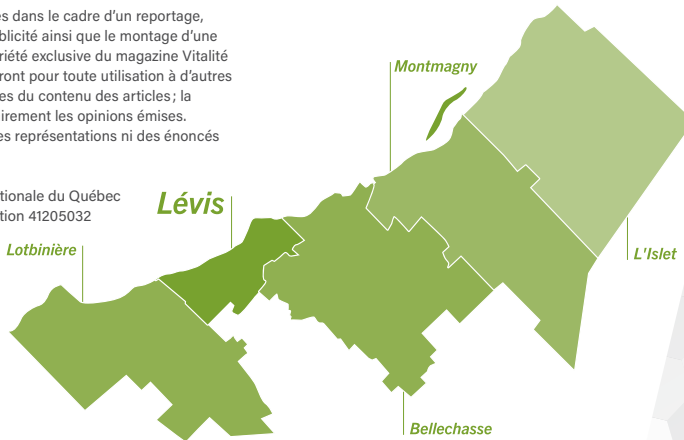 és dans le cadre d'un reportage,
blicité ainsi que le montage d'une
riété exclusive du magazine Vitalité
ront pour toute utilisation à d'autres
es du contenu des articles ; la
irement les opinions émises.
es représentations ni des énoncés
tionale du Québec
tion 41205032
Montmagny
Lévis
Lotbinière
L'Islet
Bellechasse